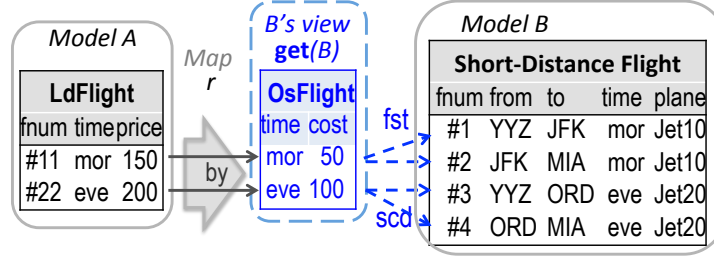 Model A
LdFlight
fnum time price
#11 mor 150
#22 eve 200
Map
r
by
B's view
get(B)
OsFlight
time cost
mor 50
eve 100
fst
scd
Model B
Short-Distance Flight
fnum from to time plane
#1 YYZ JFK mor Jet10
#2 JFK MIA mor Jet10
#3 YYZ ORD eve Jet20
#4 ORD MIA eve Jet20